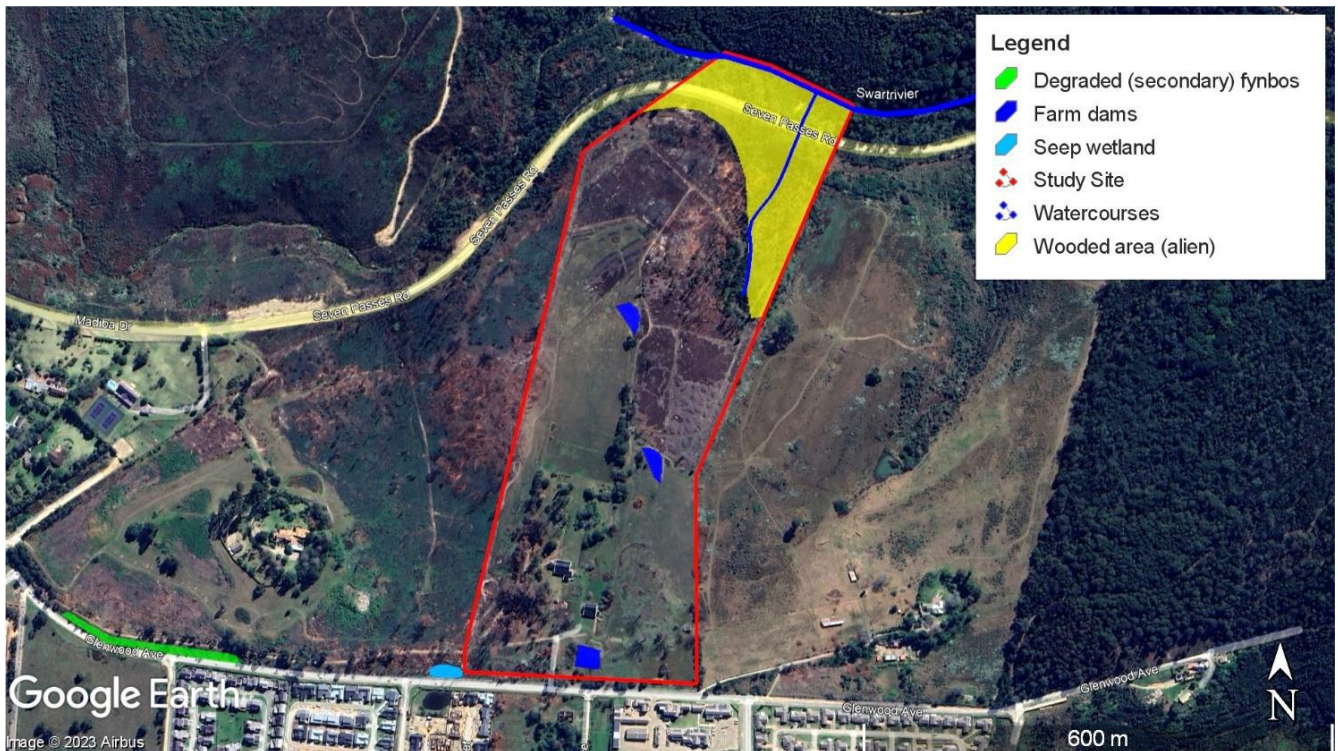 Legend
Degraded (secondary) fynbos
Farm dams
Seep wetland
Study Site
Watercourses
Wooded area (alien)
Swartrivier
Seven Passes Rd
Seven Passes Rd
Seven Passes Rd
Madiba Dr
Glenwood Ave
Glenwood Ave
Glenwood Ave
Google Earth
N
Image © 2023 Airbus
600 m